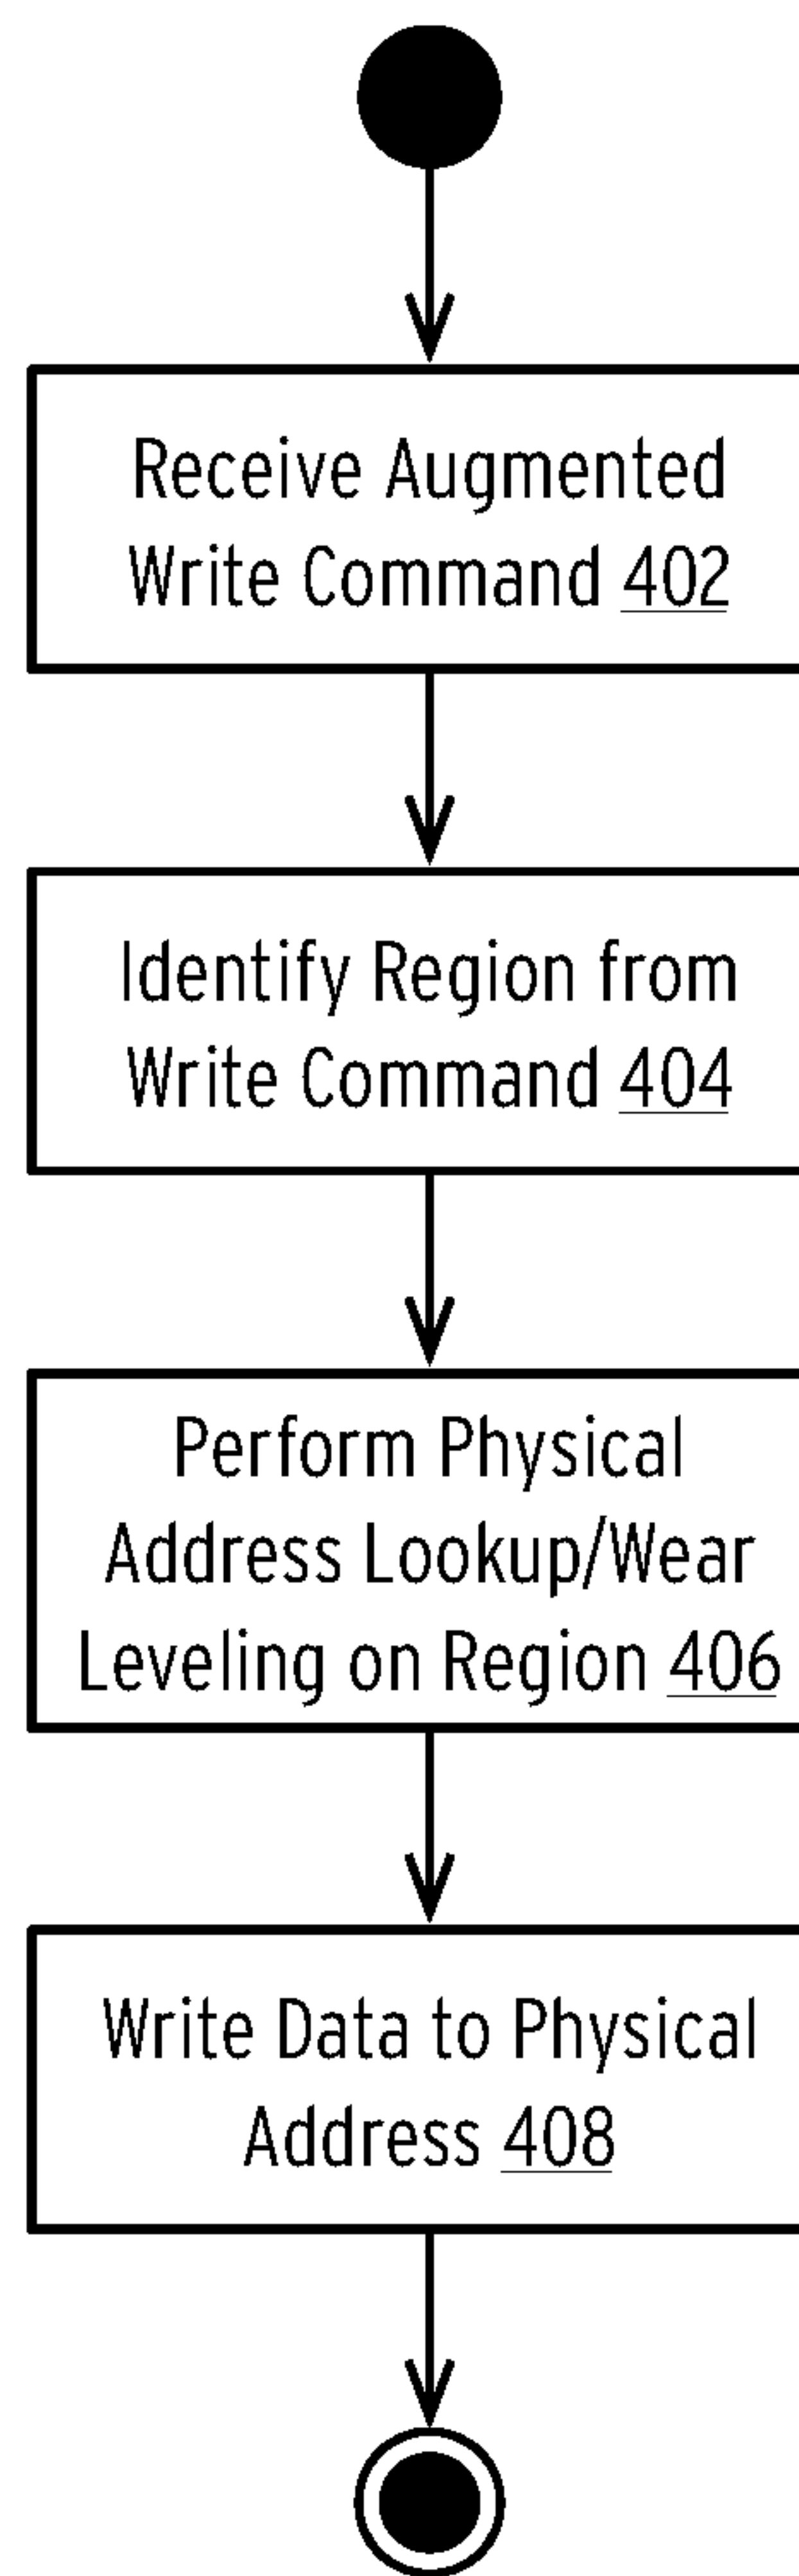 Receive Augmented
Write Command 402
Identify Region from
Write Command 404
Perform Physical
Address Lookup/Wear
Leveling on Region 406
Write Data to Physical
Address 408